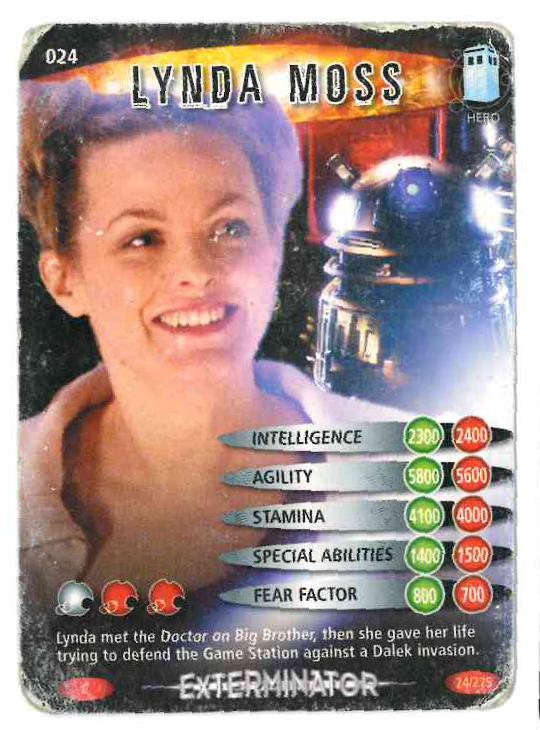 024
LYNDA MOSS
HERO
INTELLIGENCE 2300 2400
AGILITY 5800 5600
STAMINA 4100 4000
SPECIAL ABILITIES 1400 1500
FEAR FACTOR 800 700
Lynda met the Doctor on Big Brother, then she gave her life
trying to defend the Game Station against a Dalek invasion.
EXTERMINATOR
24/275